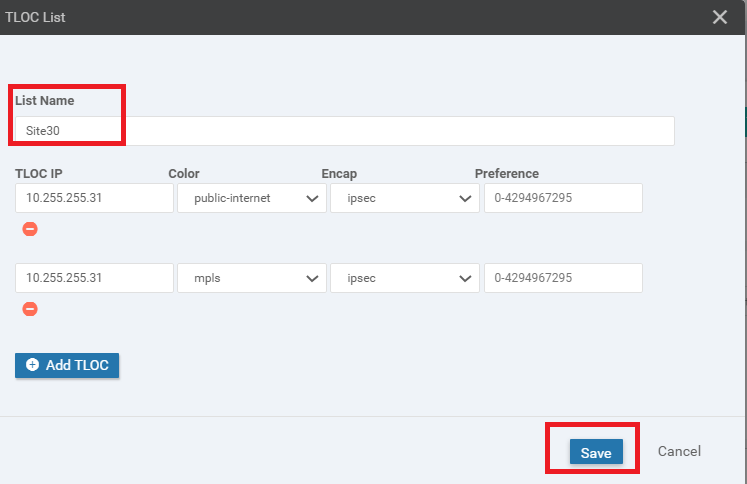 TLOC List
List Name
Site30
TLOC IP Color Encap Preference
10.255.255.31 public-internet ipsec 0-4294967295
10.255.255.31 mpls ipsec 0-4294967295
Add TLOC
Save Cancel